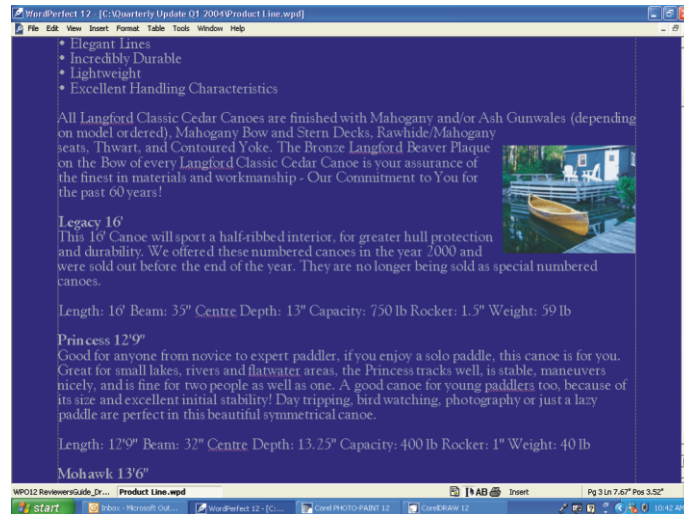 WordPerfect 12 - [C:\Quarterly Update Q1 2004\Product Line.wpd]
File Edit View Insert Format Table Tools Window Help
• Elegant Lines
• Incredibly Durable
• Lightweight
• Excellent Handling Characteristics
All Langford Classic Cedar Canoes are finished with Mahogany and/or Ash Gunwales (depending
on model ordered), Mahogany Bow and Stern Decks, Rawhide/Mahogany
seats, Thwart, and Contoured Yoke. The Bronze Langford Beaver Plaque
on the Bow of every Langford Classic Cedar Canoe is your assurance of
the finest in materials and workmanship - Our Commitment to You for
the past 60 years!
Legacy 16'
This 16' Canoe will sport a half-ribbed interior, for greater hull protection
and durability. We offered these numbered canoes in the year 2000 and
were sold out before the end of the year. They are no longer being sold as special numbered
canoes.
Length: 16' Beam: 35" Centre Depth: 13" Capacity: 750 lb Rocker: 1.5" Weight: 59 lb
Princess 12'9"
Good for anyone from novice to expert paddler, if you enjoy a solo paddle, this canoe is for you.
Great for small lakes, rivers and flatwater areas, the Princess tracks well, is stable, maneuvers
nicely, and is fine for two people as well as one. A good canoe for young paddlers too, because of
its size and excellent initial stability! Day tripping, bird watching, photography or just a lazy
paddle are perfect in this beautiful symmetrical canoe.
Length: 12'9" Beam: 32" Centre Depth: 13.25" Capacity: 400 lb Rocker: 1" Weight: 40 lb
Mohawk 13'6"
WPO12 ReviewersGuide_Dr... Product Line.wpd AB Insert Pg 3 Ln 7.67" Pos 3.52"
start Inbox - Microsoft Out... WordPerfect 12 - [C:... Corel PHOTO-PAINT 12 CorelDRAW 12 10:42 AM